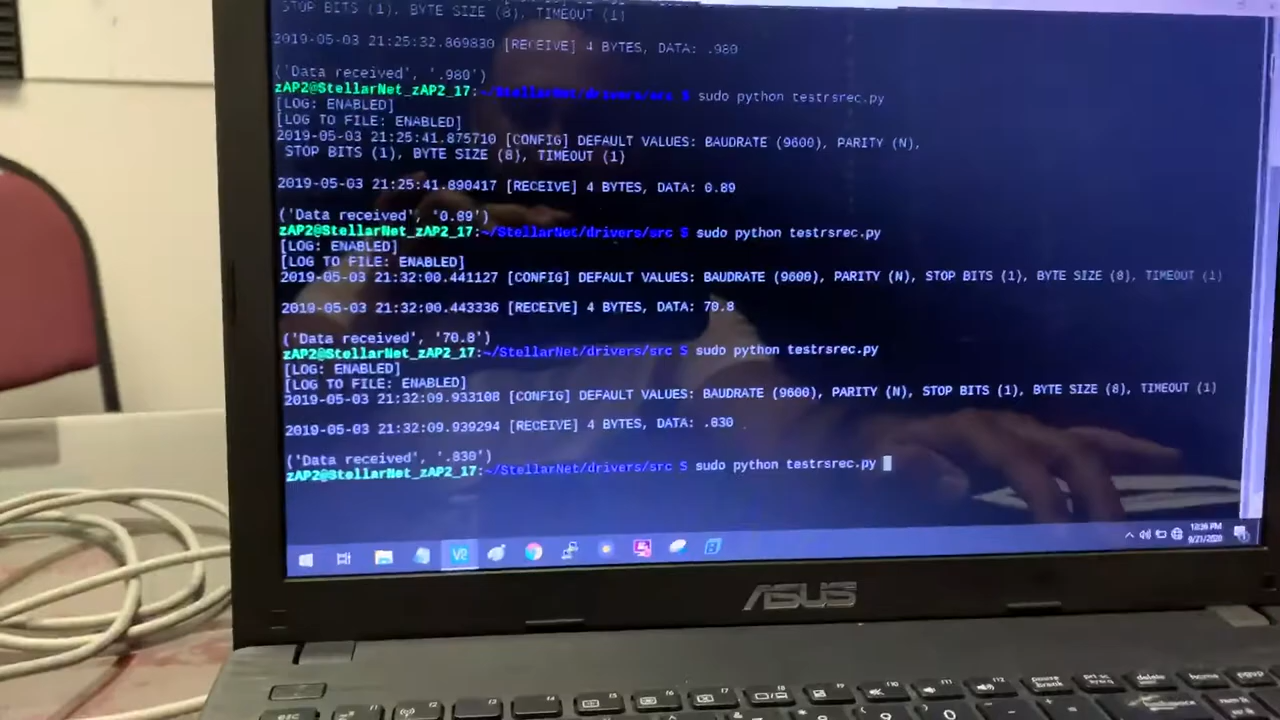 STOP BITS (1), BYTE SIZE (8), TIMEOUT (1)
2019-05-03 21:25:32.869830 [RECEIVE] 4 BYTES, DATA: .980
('Data received', '.980')
zAP2@StellarNet_zAP2_17:~/StellarNet/drivers/src $ sudo python testrsrec.py
[LOG: ENABLED]
[LOG TO FILE: ENABLED]
2019-05-03 21:25:41.875710 [CONFIG] DEFAULT VALUES: BAUDRATE (9600), PARITY (N),
STOP BITS (1), BYTE SIZE (8), TIMEOUT (1)
2019-05-03 21:25:41.890417 [RECEIVE] 4 BYTES, DATA: 0.89
('Data received', '0.89')
zAP2@StellarNet_zAP2_17:~/StellarNet/drivers/src $ sudo python testrsrec.py
[LOG: ENABLED]
[LOG TO FILE: ENABLED]
2019-05-03 21:32:00.441127 [CONFIG] DEFAULT VALUES: BAUDRATE (9600), PARITY (N), STOP BITS (1), BYTE SIZE (8), TIMEOUT (1)
2019-05-03 21:32:00.443336 [RECEIVE] 4 BYTES, DATA: 70.8
('Data received', '70.8')
zAP2@StellarNet_zAP2_17:~/StellarNet/drivers/src $ sudo python testrsrec.py
[LOG: ENABLED]
[LOG TO FILE: ENABLED]
2019-05-03 21:32:09.933108 [CONFIG] DEFAULT VALUES: BAUDRATE (9600), PARITY (N), STOP BITS (1), BYTE SIZE (8), TIMEOUT (1)
2019-05-03 21:32:09.939294 [RECEIVE] 4 BYTES, DATA: .830
('Data received', '.830')
zAP2@StellarNet_zAP2_17:~/StellarNet/drivers/src $ sudo python testrsrec.py
12:36 PM
ASUS
delete
home